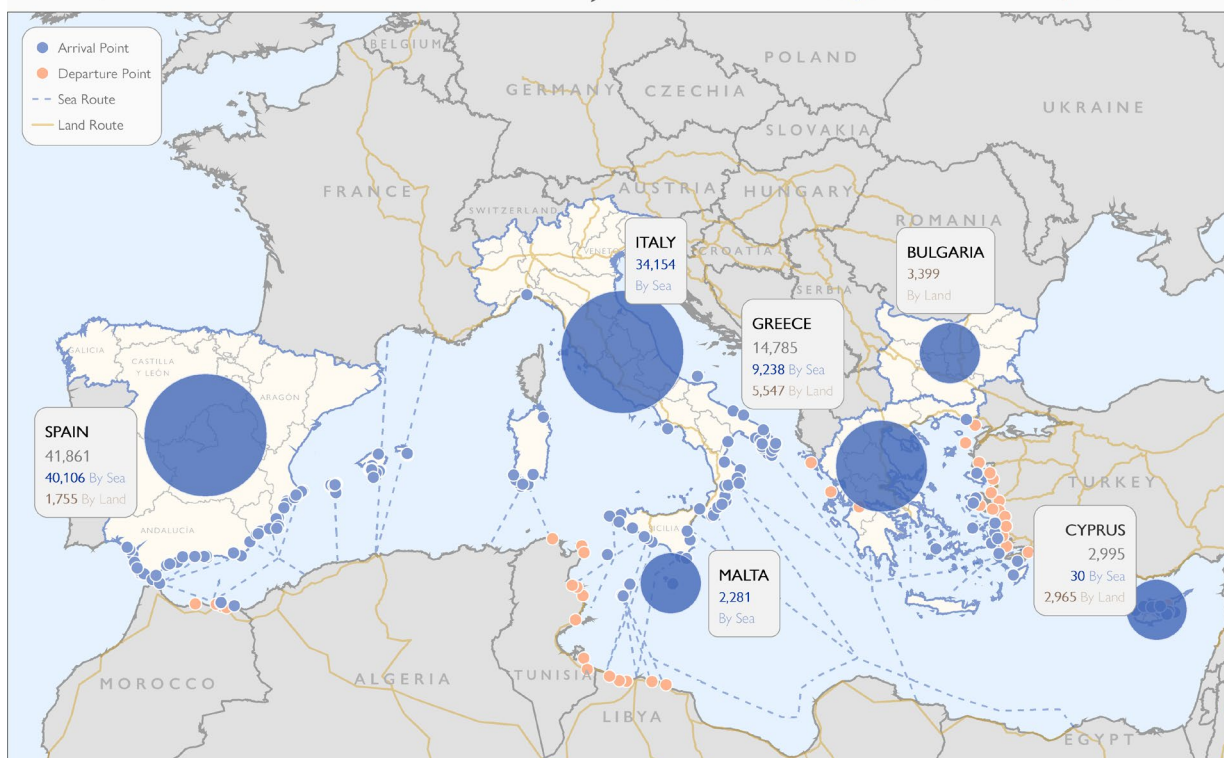 Arrival Point
Departure Point
Sea Route
Land Route
BELGIUM
POLAND
GERMANY
CZECHIA
UKRAINE
SLOVAKIA
FRANCE
AUSTRIA
HUNGARY
SWITZERLAND
ROMANIA
ITALY
34,154
By Sea
CROATIA
BULGARIA
3,399
By Land
SERBIA
GREECE
14,785
9,238 By Sea
5,547 By Land
GALICIA
CASTILLA
Y LEÓN
ARAGÓN
SPAIN
41,861
40,106 By Sea
1,755 By Land
TURKEY
ANDALUCÍA
SICILIA
CYPRUS
2,995
30 By Sea
2,965 By Land
MALTA
2,281
By Sea
MOROCCO
ALGERIA
TUNISIA
LIBYA
EGYPT